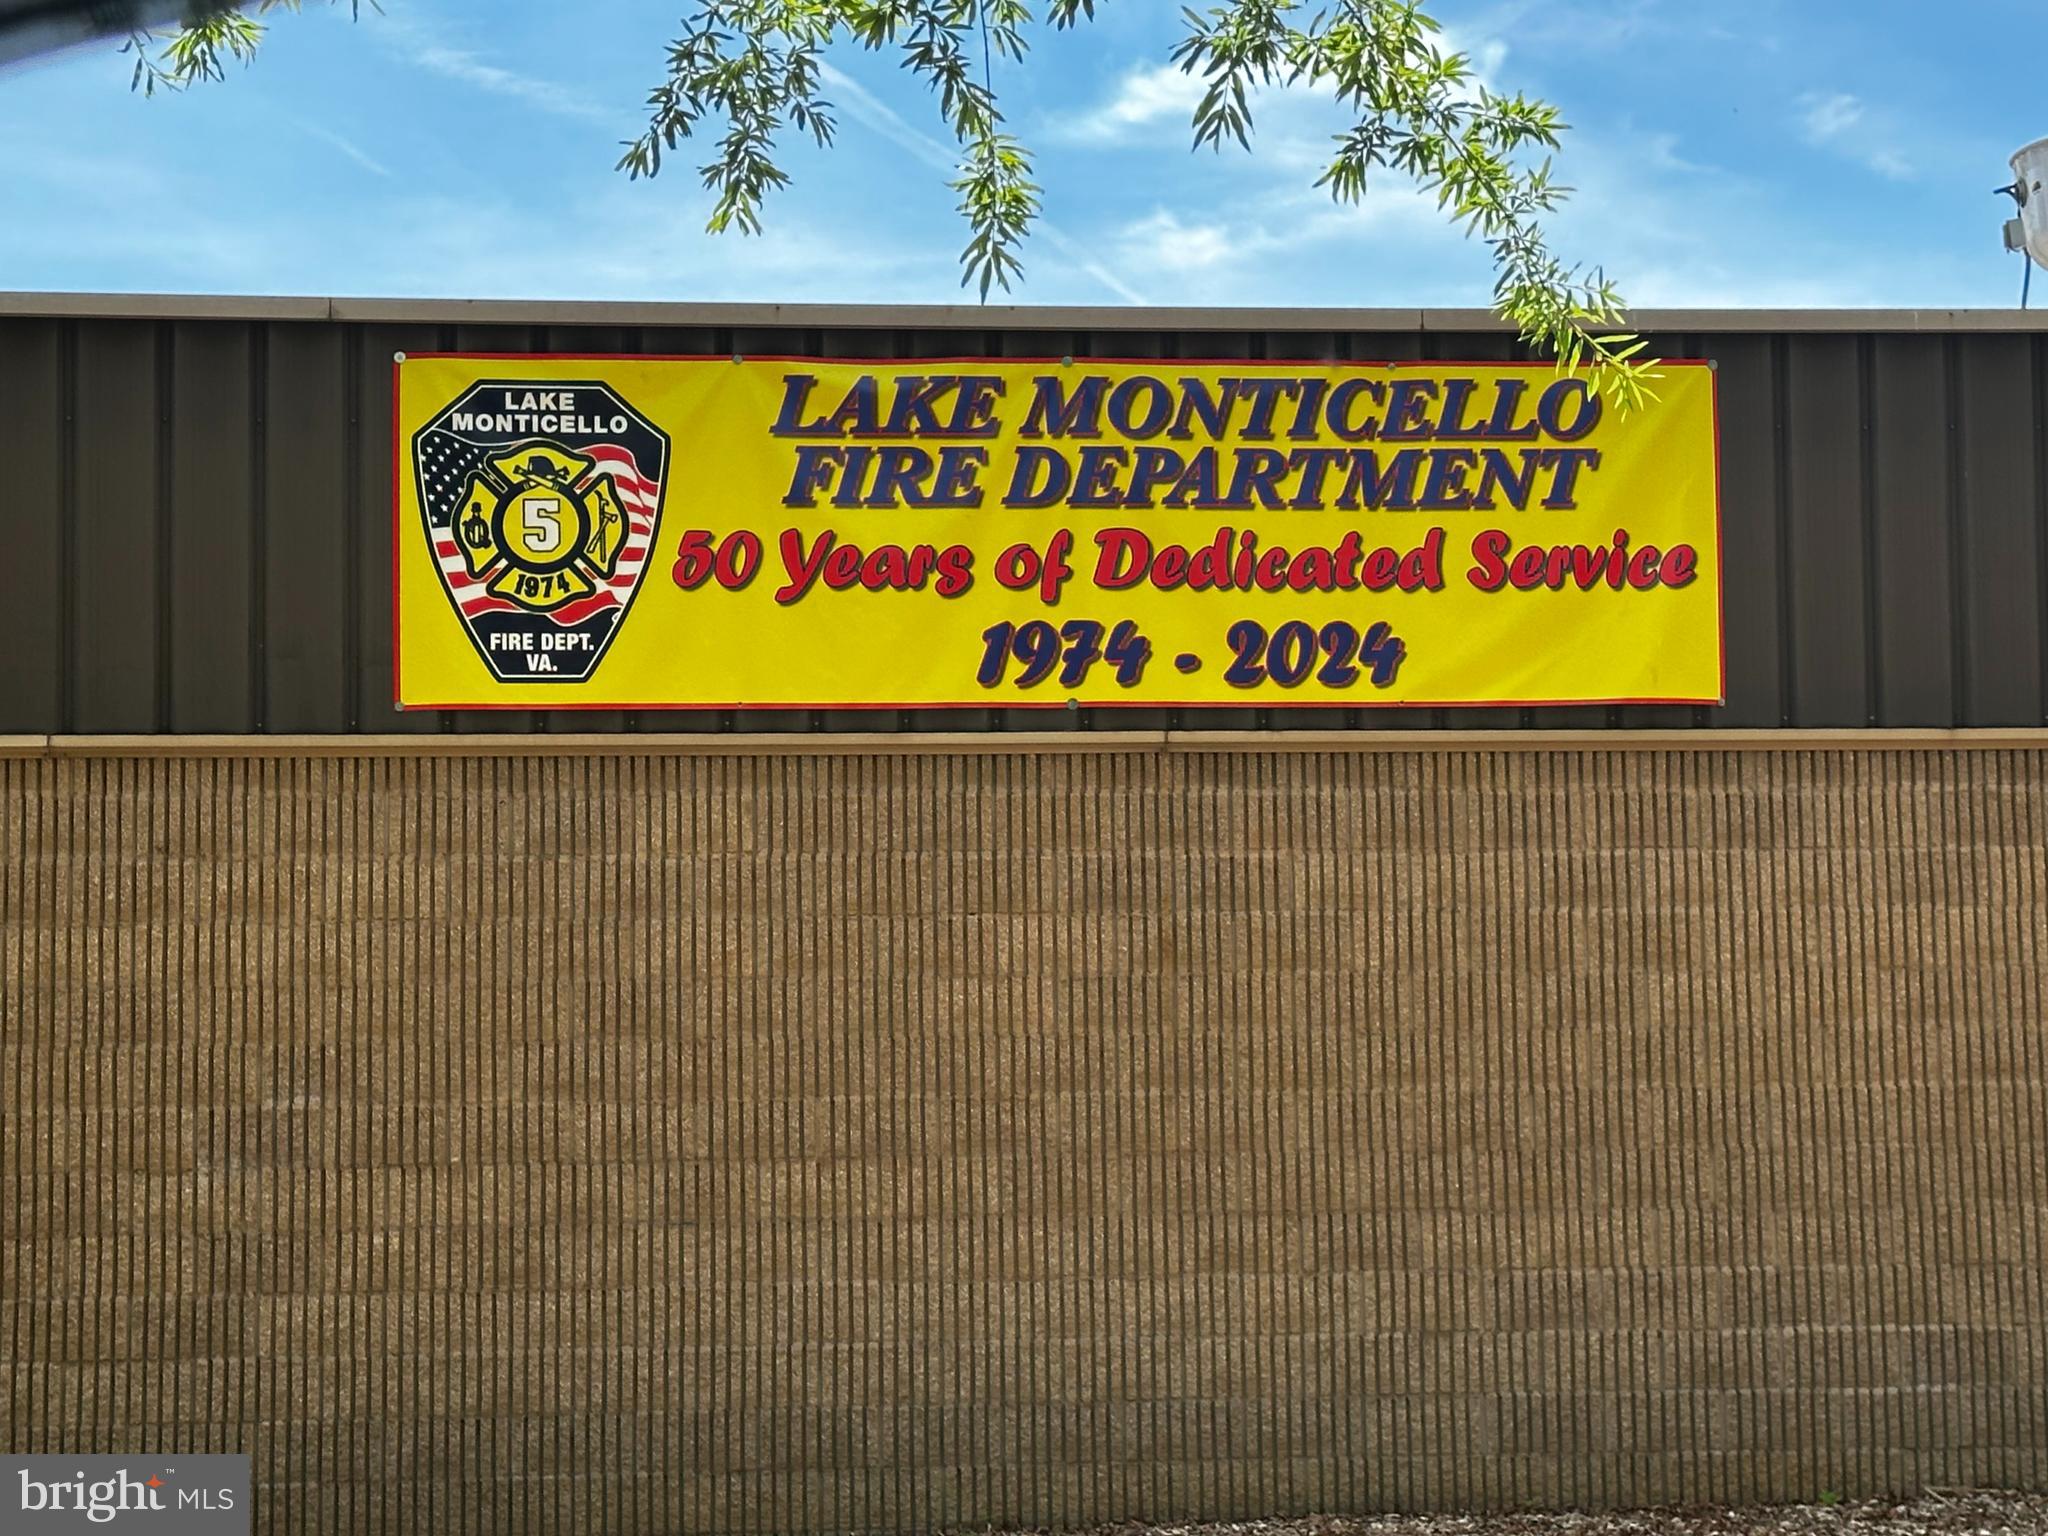 LAKE
MONTICELLO
5
1974
FIRE DEPT.
VA.
LAKE MONTICELLO
FIRE DEPARTMENT
50 Years of Dedicated Service
1974 - 2024
bright™ MLS